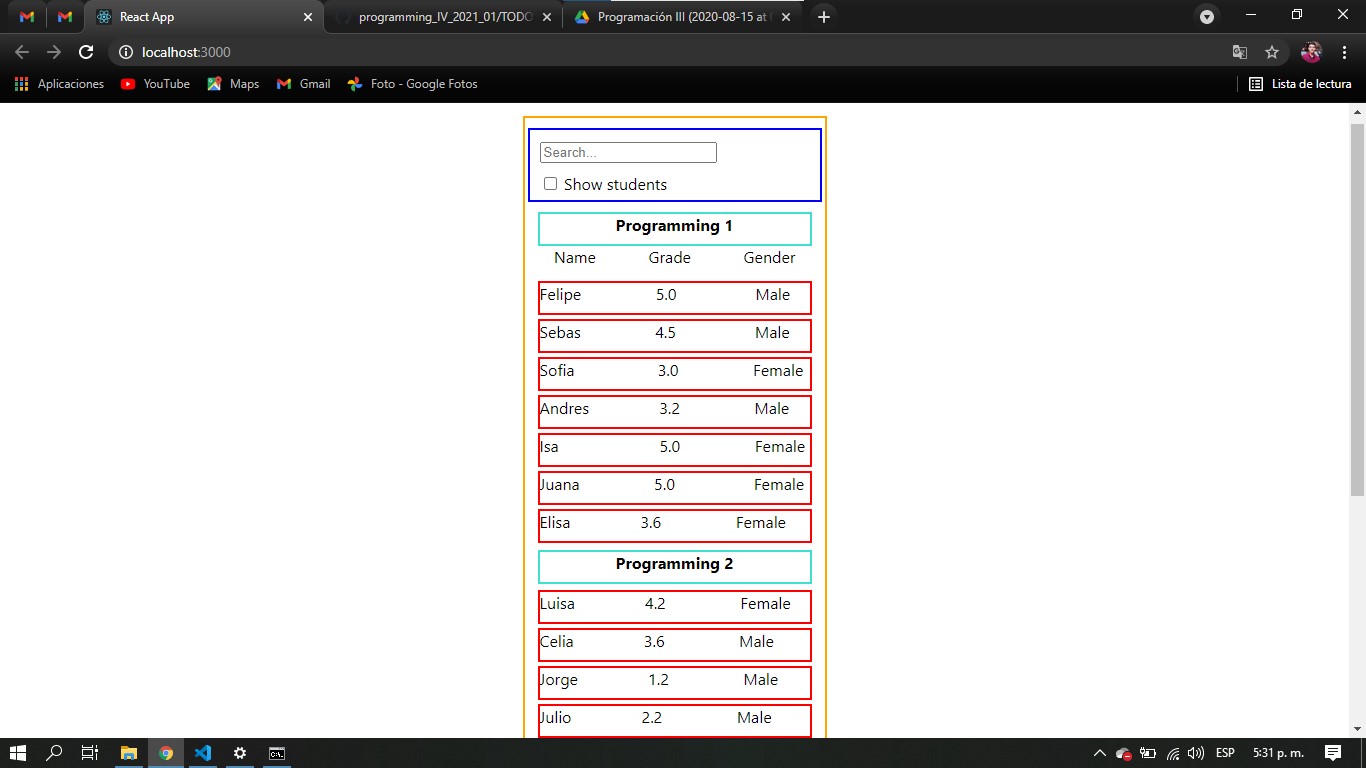 React App
programming_IV_2021_01/TODO
Programación III (2020-08-15 at
localhost:3000
Aplicaciones
YouTube
Maps
Gmail
Foto - Google Fotos
Lista de lectura
Search...
Show students
Programming 1
Name Grade Gender
Felipe 5.0 Male
Sebas 4.5 Male
Sofia 3.0 Female
Andres 3.2 Male
Isa 5.0 Female
Juana 5.0 Female
Elisa 3.6 Female
Programming 2
Luisa 4.2 Female
Celia 3.6 Male
Jorge 1.2 Male
Julio 2.2 Male
ESP
5:31 p. m.